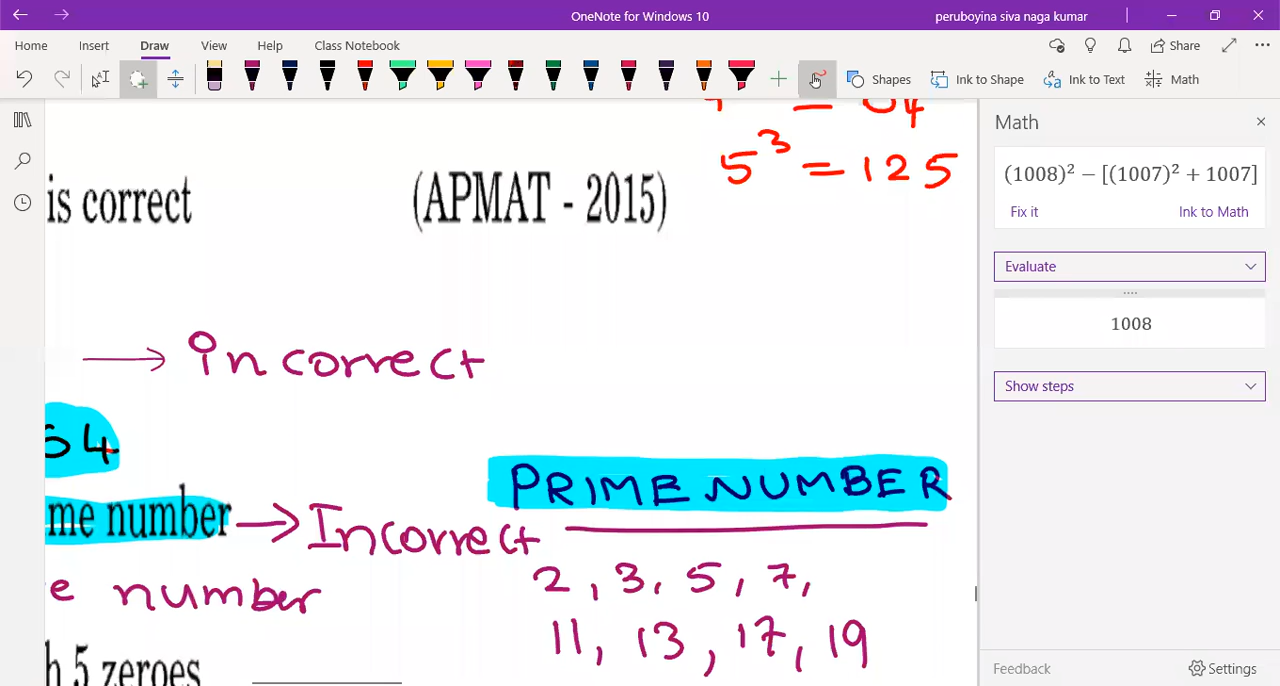 OneNote for Windows 10
peruboyina siva naga kumar
Home Insert Draw View Help Class Notebook
Share
Shapes Ink to Shape Ink to Text Math
5³ = 125
is correct (APMAT - 2015)
→ incorrect
64
me number → Incorrect
e number
h 5 zeroes
PRIME NUMBER
2, 3, 5, 7,
11, 13, 17, 19
Math
(1008)² − [(1007)² + 1007]
Fix it Ink to Math
Evaluate
1008
Show steps
Feedback Settings